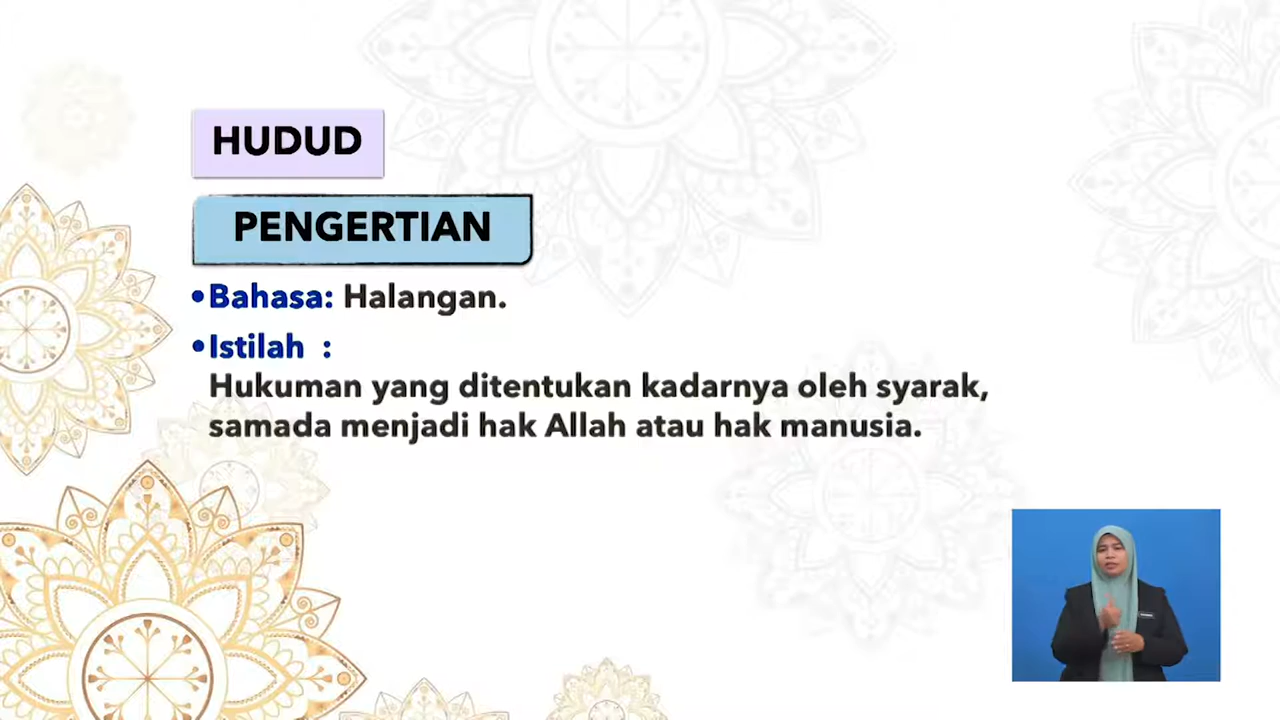 HUDUD
PENGERTIAN
•Bahasa: Halangan.
•Istilah :
Hukuman yang ditentukan kadarnya oleh syarak,
samada menjadi hak Allah atau hak manusia.